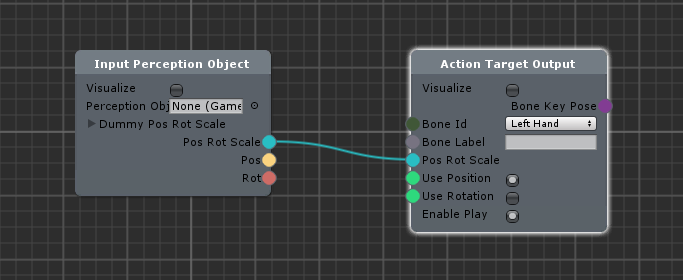 Input Perception Object
Visualize
Perception Obj None (Game
Dummy Pos Rot Scale
Pos Rot Scale
Pos
Rot
Action Target Output
Visualize
Bone Key Pose
Bone Id Left Hand
Bone Label
Pos Rot Scale
Use Position
Use Rotation
Enable Play